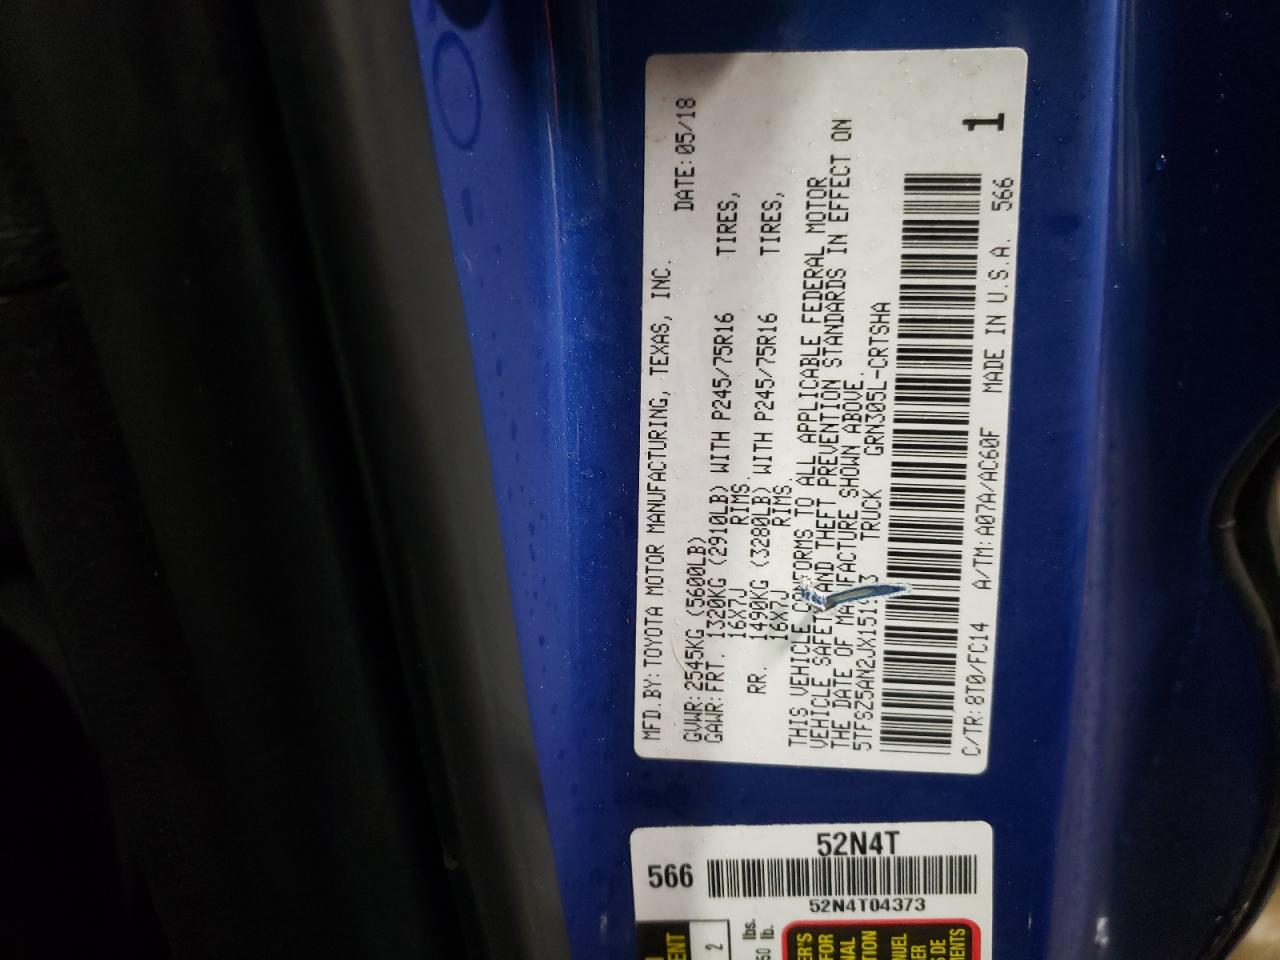 MFD.BY:TOYOTA MOTOR MANUFACTURING, TEXAS, INC.
DATE:05/18
GVWR:2545KG (5600LB)
GAWR:FRT. 1320KG (2910LB) WITH P245/75R16 TIRES,
16X7J RIMS.
RR. 1490KG (3280LB) WITH P245/75R16 TIRES,
16X7J RIMS.
THIS VEHICLE CONFORMS TO ALL APPLICABLE FEDERAL MOTOR
VEHICLE SAFETY AND THEFT PREVENTION STANDARDS IN EFFECT ON
THE DATE OF MANUFACTURE SHOWN ABOVE.
TRUCK GRN305L-CRTSHA
C/TR:8T0/FC14 A/TM:A07A/AC60F MADE IN U.S.A. 566
1
52N4T
566
52N4T04373
2
lbs.
lb.